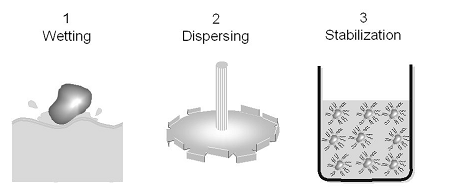 1
Wetting
2
Dispersing
3
Stabilization